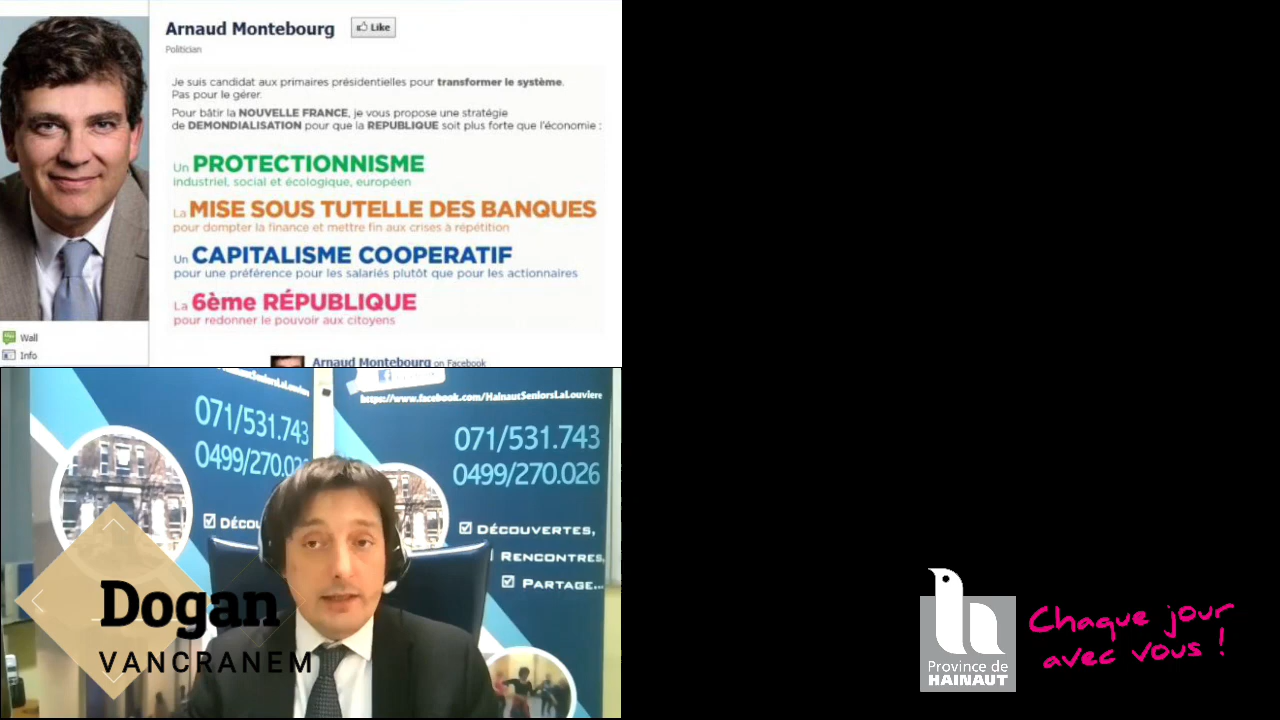 Arnaud Montebourg
Like
Politician
Je suis candidat aux primaires présidentielles pour transformer le système.
Pas pour le gérer.
Pour bâtir la NOUVELLE FRANCE, je vous propose une stratégie
de DEMONDIALISATION pour que la REPUBLIQUE soit plus forte que l'économie :
Un PROTECTIONNISME
industriel, social et écologique, européen
La MISE SOUS TUTELLE DES BANQUES
pour dompter la finance et mettre fin aux crises à répétition
Un CAPITALISME COOPERATIF
pour une préférence pour les salariés plutôt que pour les actionnaires
La 6ème RÉPUBLIQUE
pour redonner le pouvoir aux citoyens
Wall
Info
Arnaud Montebourg on Facebook
https://www.facebook.com/HainautSeniorsLaLouviere
071/531.743
0499/270.026
071/531.743
0499/270.026
DÉCOUVERTES,
RENCONTRES,
PARTAGE...
Dogan
VANCRANEM
Province de
HAINAUT
Chaque jour
avec vous !